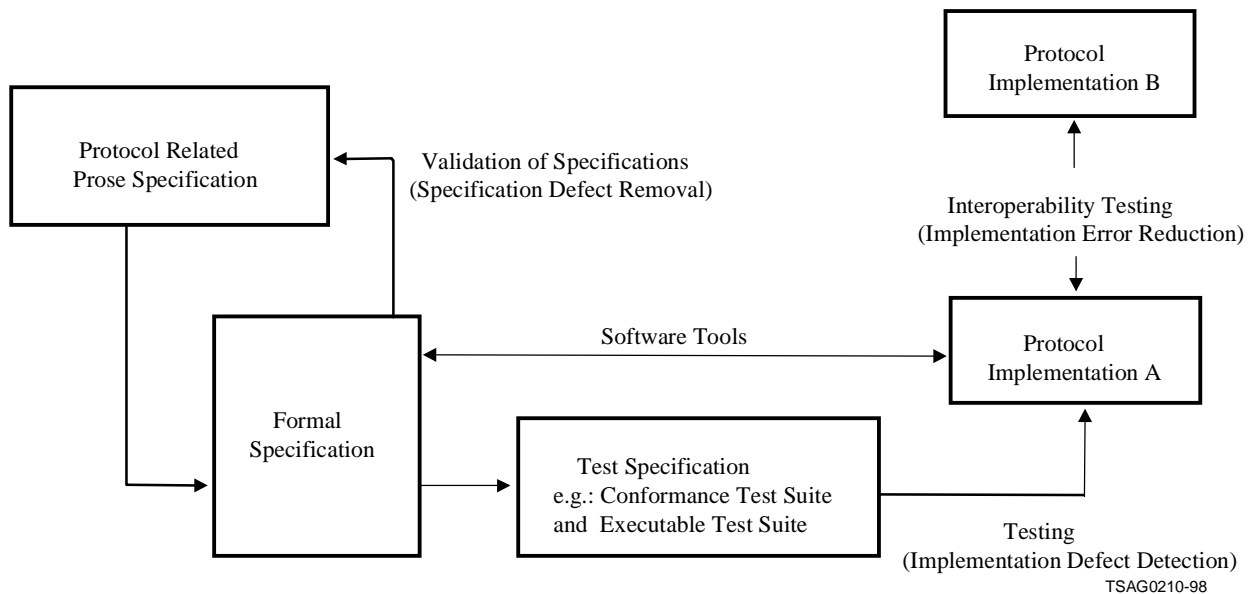 Protocol
Implementation B
Protocol Related
Prose Specification
Validation of Specifications
(Specification Defect Removal)
Interoperability Testing
(Implementation Error Reduction)
Software Tools
Protocol
Implementation A
Formal
Specification
Test Specification
e.g.: Conformance Test Suite
and Executable Test Suite
Testing
(Implementation Defect Detection)
TSAG0210-98